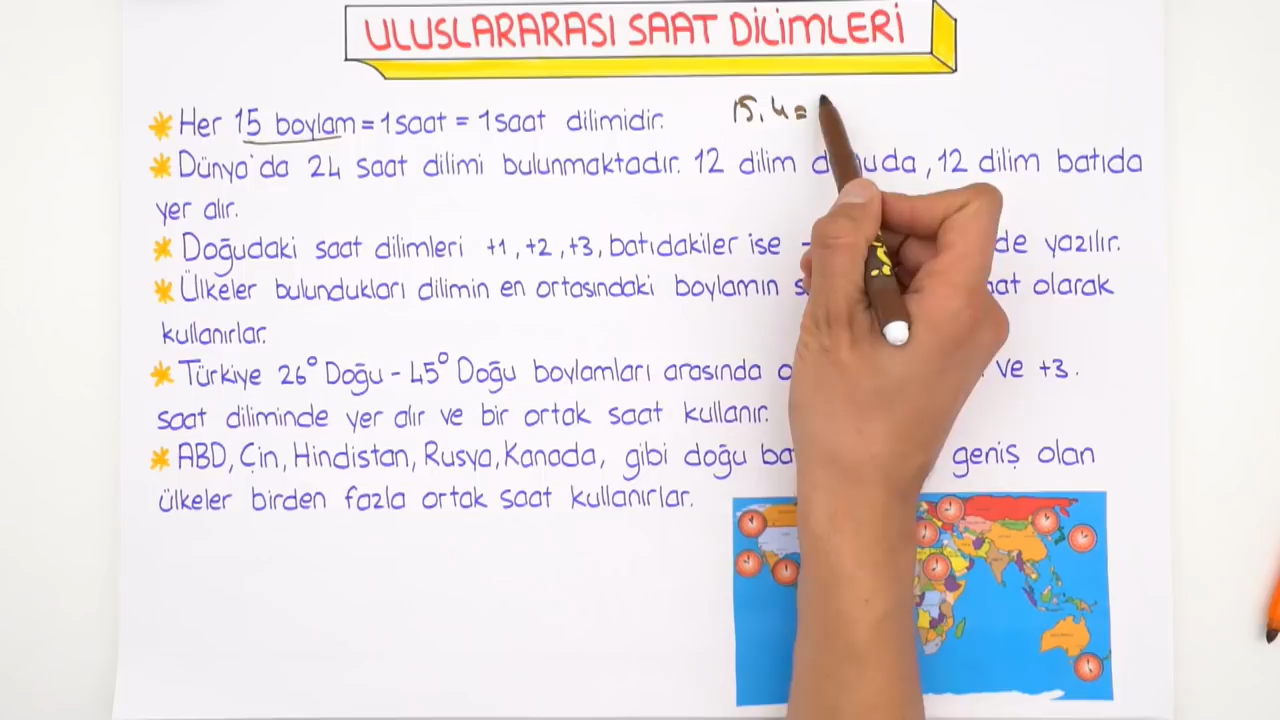 ULUSLARARASI SAAT DİLİMLERİ
Her 15 boylam = 1 saat = 1 saat dilimidir.
15.4=
Dünya'da 24 saat dilimi bulunmaktadır. 12 dilim , 12 dilim batıda
yer alır.
Doğudaki saat dilimleri +1, +2, +3, batıdakiler ise yazılır.
Ülkeler bulundukları dilimin en ortasındaki boylamın olarak
kullanırlar.
Türkiye 26° Doğu - 45° Doğu boylamları arasında ve +3.
saat diliminde yer alır ve bir ortak saat kullanır.
ABD, Çin, Hindistan, Rusya, Kanada, gibi doğu geniş olan
ülkeler birden fazla ortak saat kullanırlar.